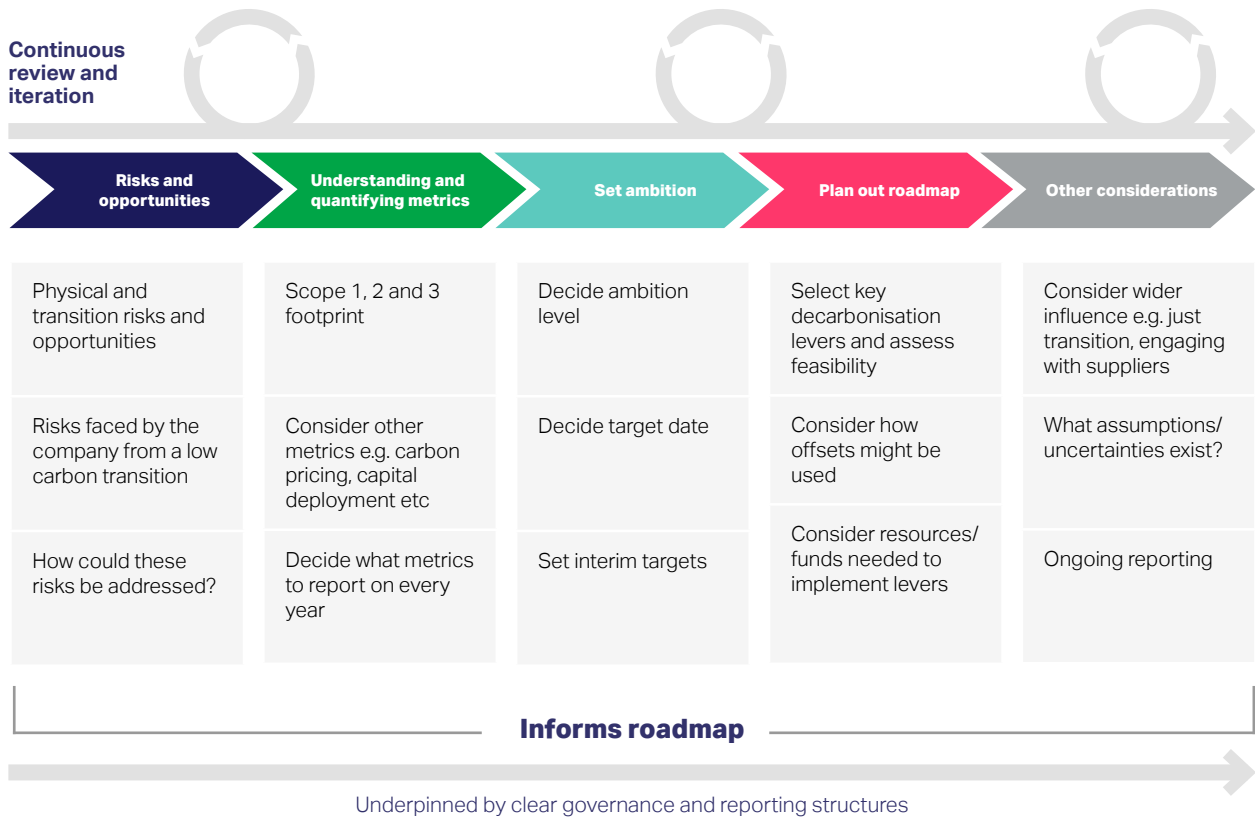 Continuous
review and
iteration
Risks and
opportunities
Understanding and
quantifying metrics
Set ambition
Plan out roadmap
Other considerations
Physical and
transition risks and
opportunities
Risks faced by the
company from a low
carbon transition
How could these
risks be addressed?
Scope 1, 2 and 3
footprint
Consider other
metrics e.g. carbon
pricing, capital
deployment etc
Decide what metrics
to report on every
year
Decide ambition
level
Decide target date
Set interim targets
Select key
decarbonisation
levers and assess
feasibility
Consider how
offsets might be
used
Consider resources/
funds needed to
implement levers
Consider wider
influence e.g. just
transition, engaging
with suppliers
What assumptions/
uncertainties exist?
Ongoing reporting
Informs roadmap
Underpinned by clear governance and reporting structures